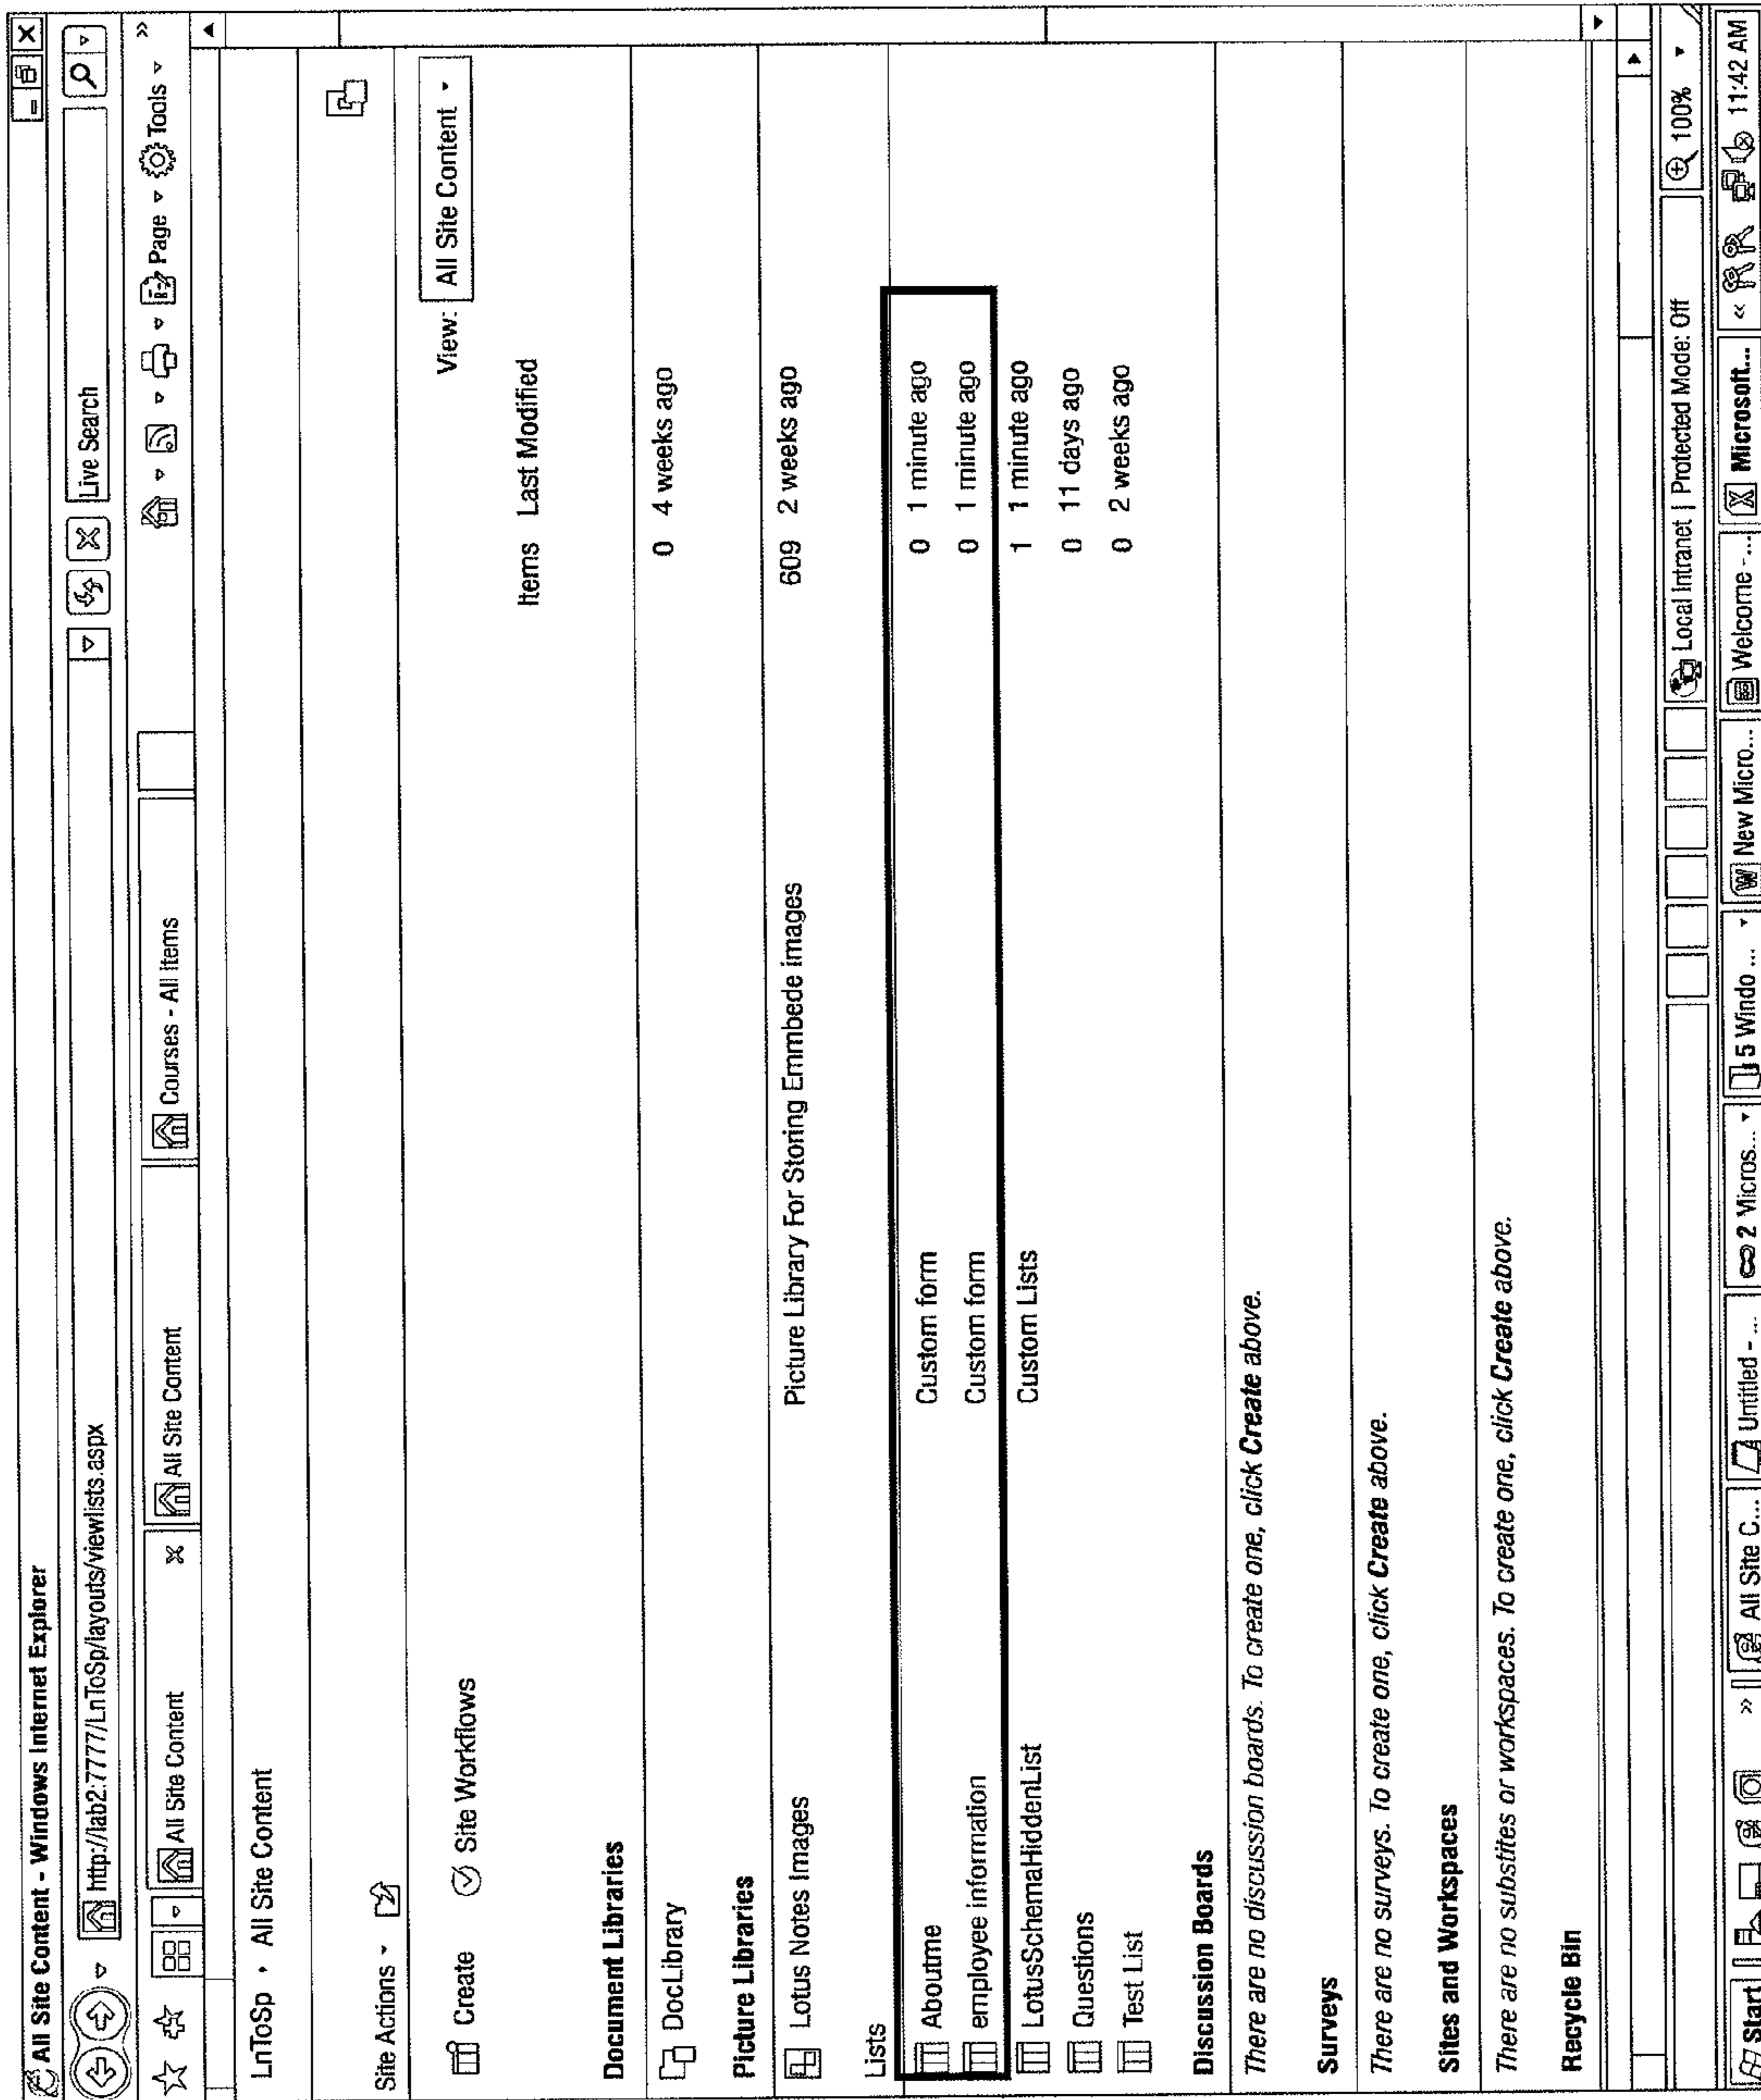 All Site Content - Windows Internet Explorer
http://lab2:7777/LnToSp/layouts/viewlists.aspx
Live Search
All Site Content
All Site Content
Courses - All Items
Page
Tools
LnToSp All Site Content
Site Actions
Create Site Workflows
View: All Site Content
Items Last Modified
Document Libraries
DocLibrary 0 4 weeks ago
Picture Libraries
Lotus Notes Images Picture Library For Storing Emmbede images 609 2 weeks ago
Lists
Aboutme Custom form 0 1 minute ago
employee information Custom form 0 1 minute ago
LotusSchemaHiddenList Custom Lists 1 1 minute ago
Questions 0 11 days ago
Test List 0 2 weeks ago
Discussion Boards
There are no discussion boards. To create one, click Create above.
Surveys
There are no surveys. To create one, click Create above.
Sites and Workspaces
There are no substites or workspaces. To create one, click Create above.
Recycle Bin
Local Intranet | Protected Mode: Off
100%
Start
» All Site C...
Untitled - ...
2 Micros...
5 Windo ...
New Micro...
Welcome - ...
Microsoft...
« 11:42 AM